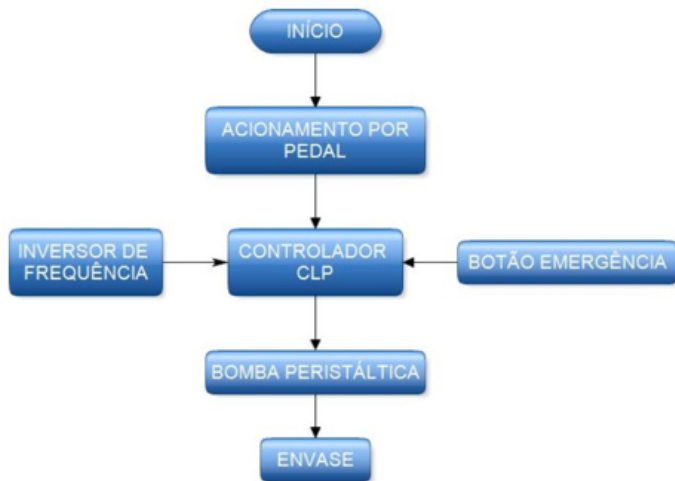 INÍCIO
ACIONAMENTO POR
PEDAL
INVERSOR DE
FREQUÊNCIA
CONTROLADOR
CLP
BOTÃO EMERGÊNCIA
BOMBA PERISTÁLTICA
ENVASE